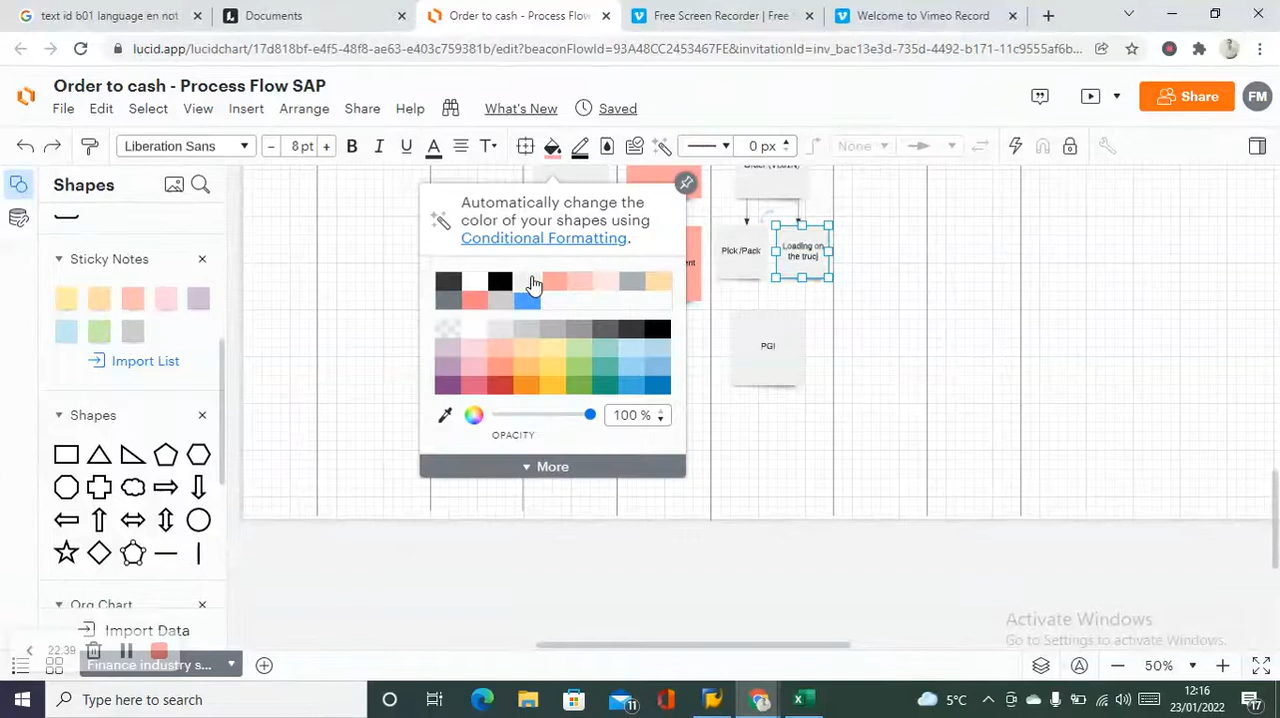 text id b01 language en not
Documents
Order to cash - Process Flow
Free Screen Recorder | Free
Welcome to Vimeo Record
lucid.app/lucidchart/17d818bf-e4f5-48f8-ae63-e403c759381b/edit?beaconFlowId=93A48CC2453467FE&invitationId=inv_bac13e3d-735d-4492-b171-11c9555af6b...
Order to cash - Process Flow SAP
File Edit Select View Insert Arrange Share Help What's New Saved
Share
FM
Liberation Sans
- 8 pt + B I U A T
0 px
None
Shapes
Automatically change the
color of your shapes using
Conditional Formatting.
Pick /Pack
Loading on
the trucj
PGI
Sticky Notes
Import List
Shapes
100 %
OPACITY
More
Org Chart
Import Data
22.39
Finance industry s...
Activate Windows
Go to Settings to activate Windows.
50%
Type here to search
11
5°C
12:16
23/01/2022
17